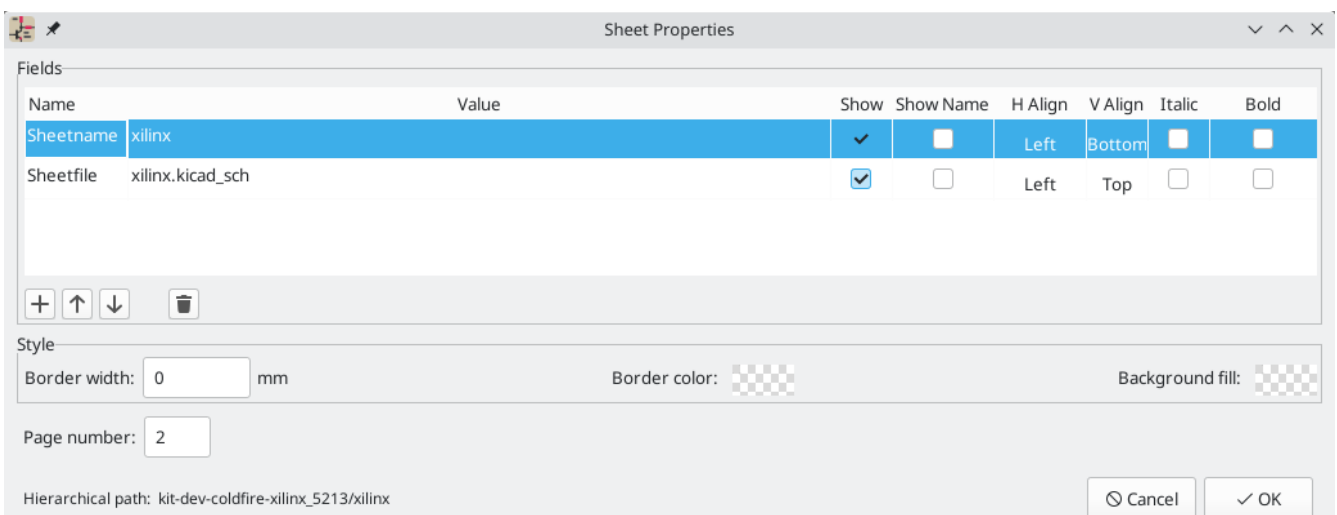 Sheet Properties
Fields
Name Value Show Show Name H Align V Align Italic Bold
Sheetname xilinx Left Bottom
Sheetfile xilinx.kicad_sch Left Top
Style
Border width: 0 mm Border color: Background fill:
Page number: 2
Hierarchical path: kit-dev-coldfire-xilinx_5213/xilinx Cancel OK